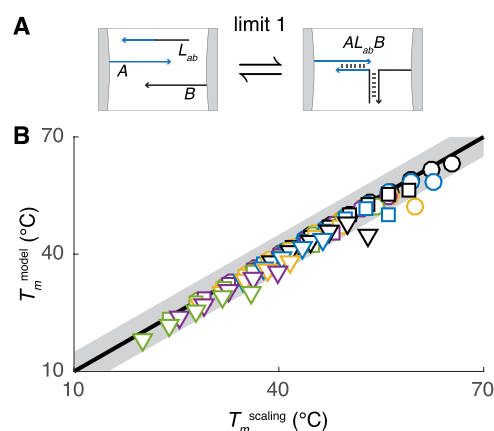 A
limit 1
L_ab
A
B
AL_abB
B
70
40
10
T_m^model (°C)
10
40
70
T_m^scaling (°C)